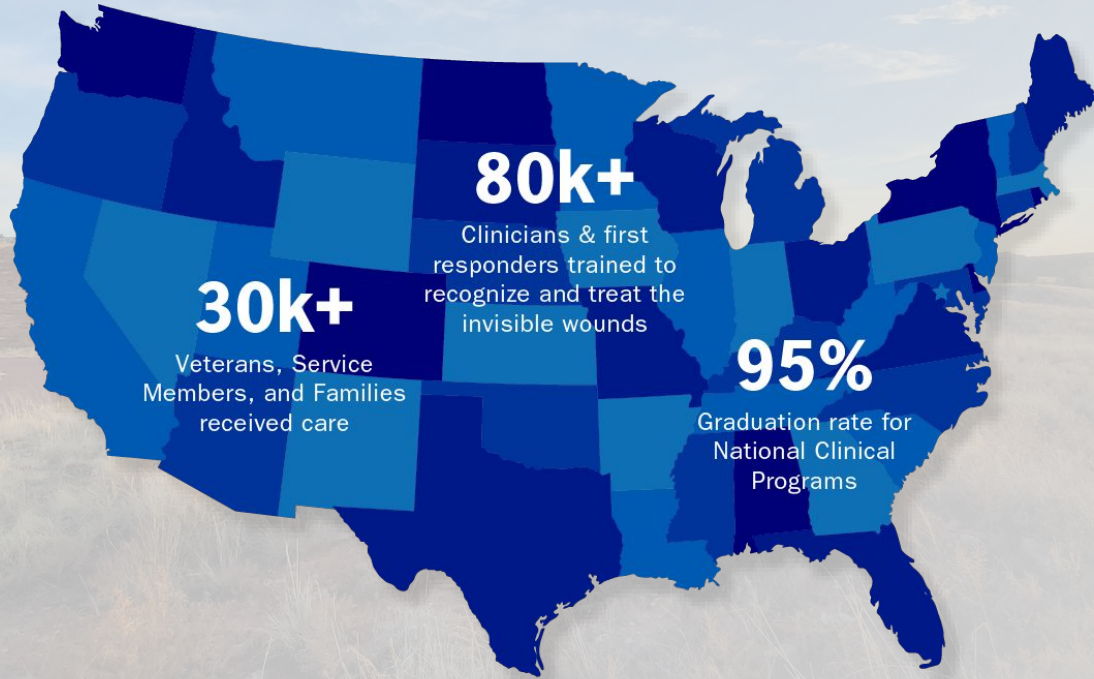 80k+
Clinicians & first
responders trained to
recognize and treat the
invisible wounds
30k+
Veterans, Service
Members, and Families
received care
95%
Graduation rate for
National Clinical
Programs